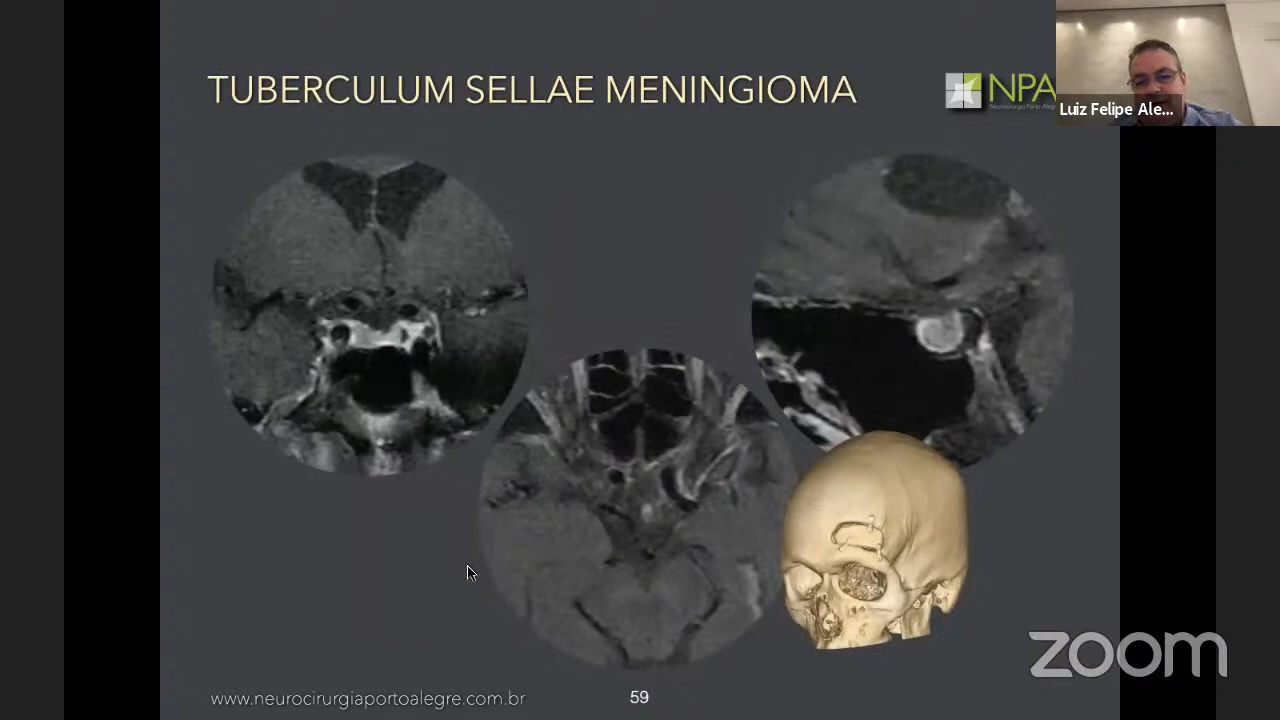 TUBERCULUM SELLAE MENINGIOMA
NPA
Luiz Felipe Ale...
zoom
www.neurocirurgiaportoalegre.com.br
59